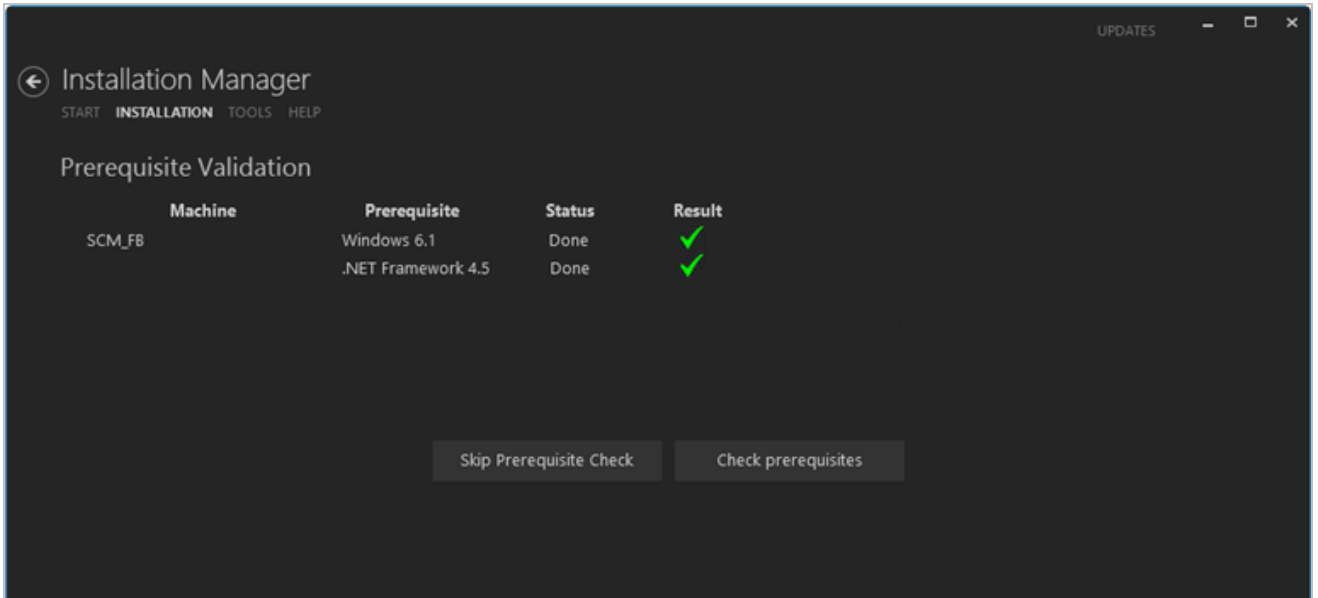 UPDATES
Installation Manager
START INSTALLATION TOOLS HELP
Prerequisite Validation
Machine Prerequisite Status Result
SCM_FB Windows 6.1 Done
.NET Framework 4.5 Done
Skip Prerequisite Check Check prerequisites